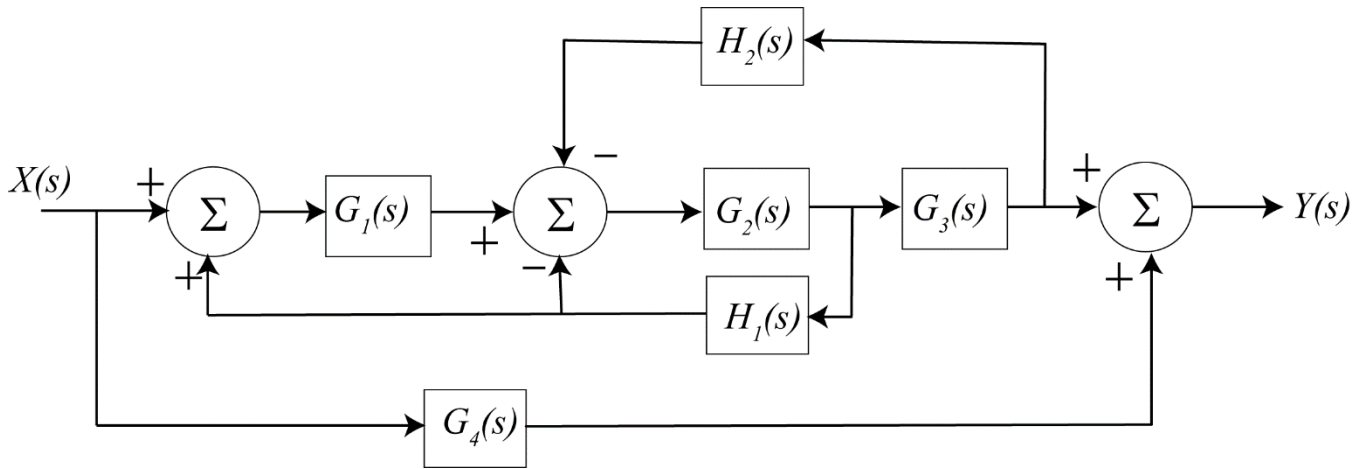 H₂(s)
−
X(s)
+
Σ
G₁(s)
+
Σ
G₂(s)
G₃(s)
+
Σ
Y(s)
+
−
H₁(s)
+
G₄(s)